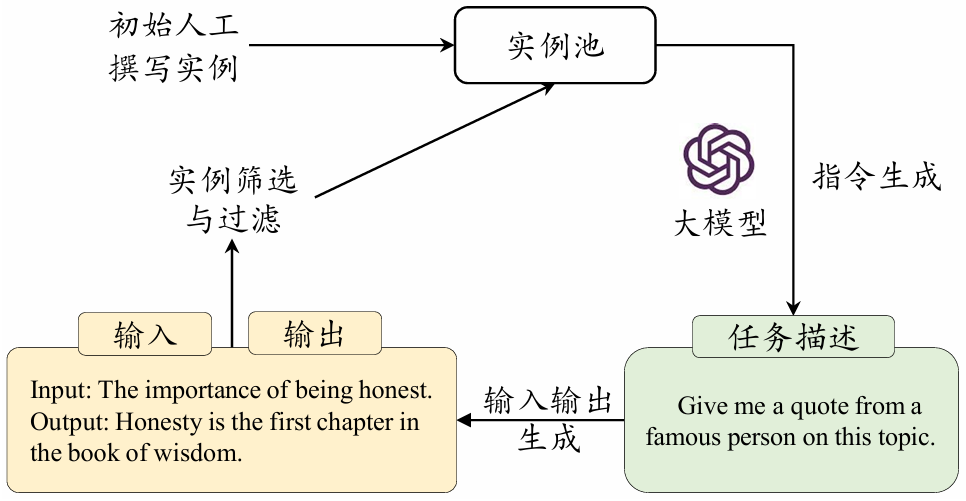 初始人工
撰写实例
实例池
实例筛选
与过滤
大模型
指令生成
输入
输出
Input: The importance of being honest.
Output: Honesty is the first chapter in
the book of wisdom.
输入输出
生成
任务描述
Give me a quote from a
famous person on this topic.